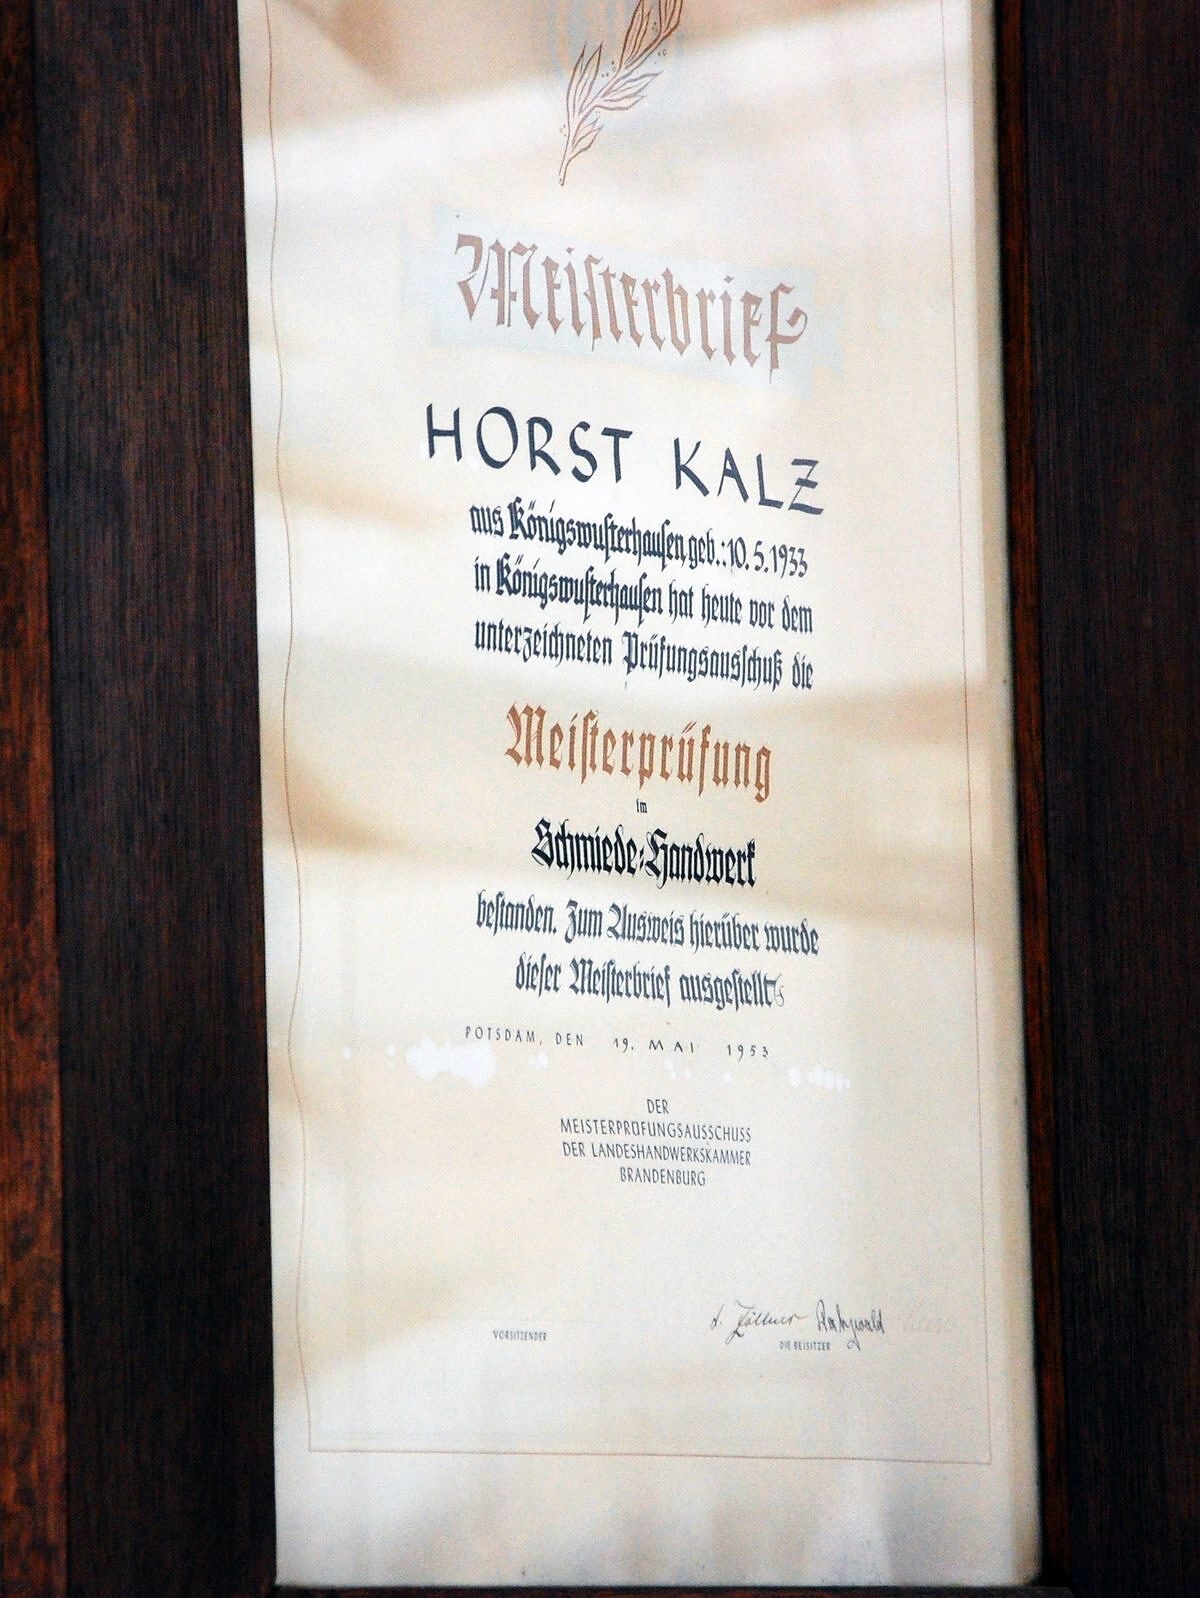 Meisterbrief
HORST KALZ
aus Königswusterhausen, geb.: 10.5.1933
in Königswusterhausen hat heute vor dem
unterzeichneten Prüfungsausschuß die
Meisterprüfung
im
Schmiede-Handwerk
bestanden. Zum Ausweis hierüber wurde
dieser Meisterbrief ausgestellt
POTSDAM, DEN 19. MAI 1953
DER
MEISTERPRÜFUNGSAUSSCHUSS
DER LANDESHANDWERKSKAMMER
BRANDENBURG
VORSITZENDER
DIE BEISITZER